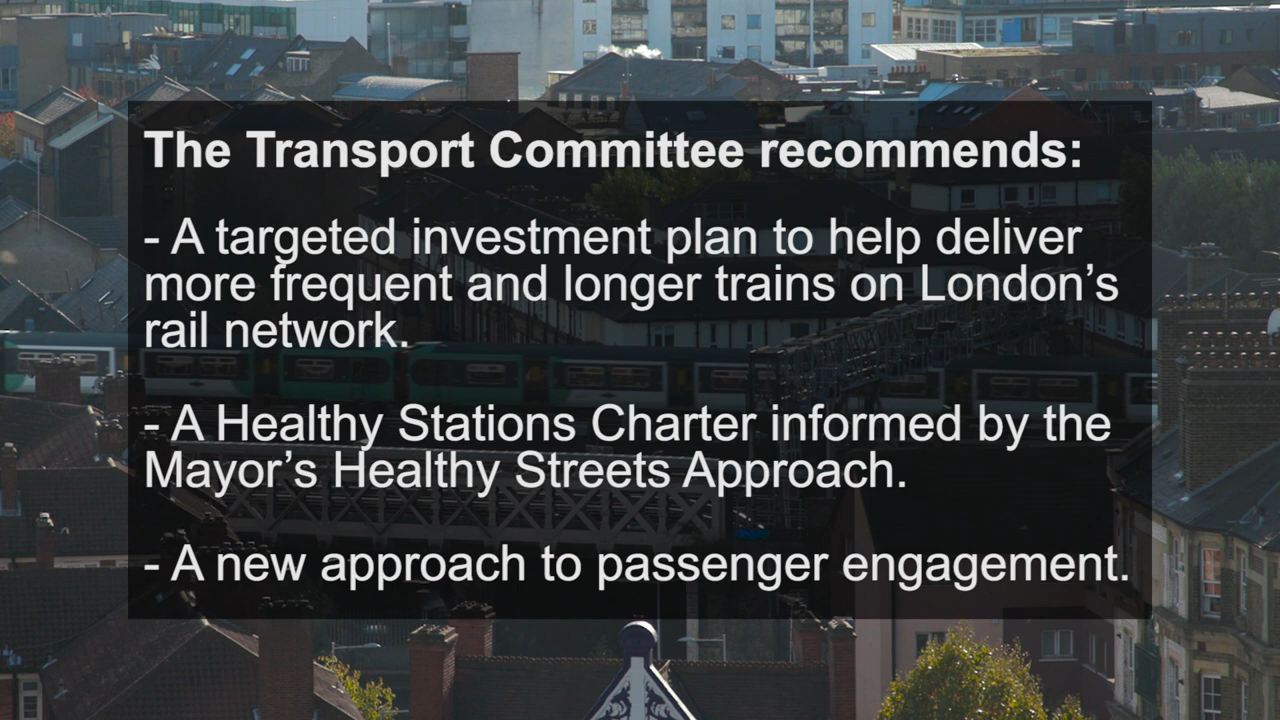 The Transport Committee recommends:
- A targeted investment plan to help deliver
more frequent and longer trains on London’s
rail network.
- A Healthy Stations Charter informed by the
Mayor’s Healthy Streets Approach.
- A new approach to passenger engagement.